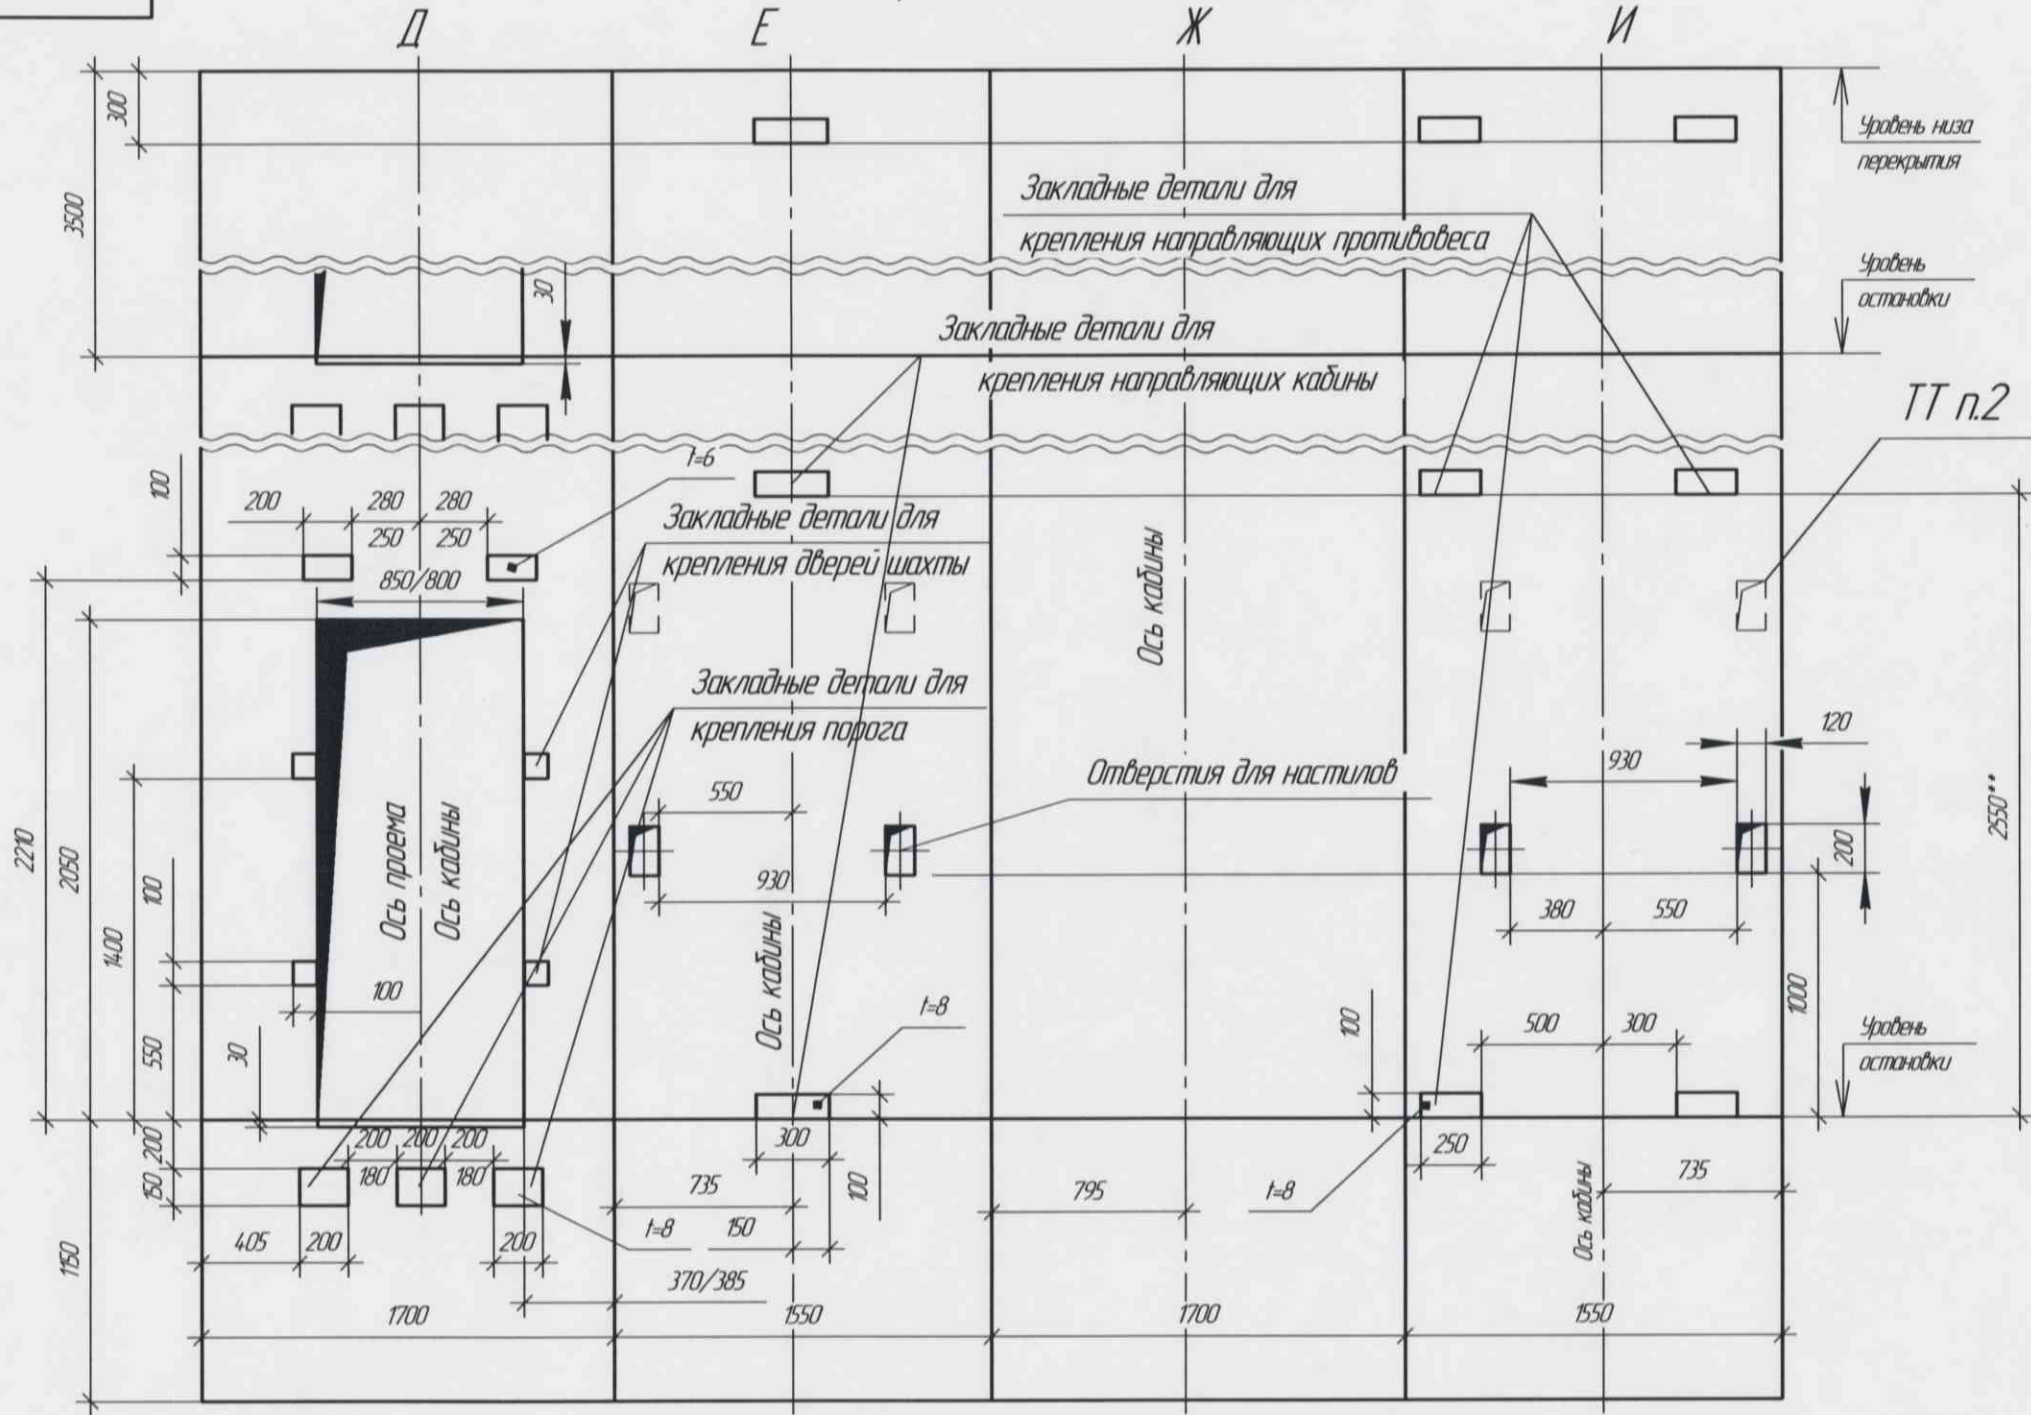 Д
Е
Ж
И
300
3500
Уровень низа
перекрытия
Закладные детали для
крепления направляющих противовеса
Уровень
остановки
30
Закладные детали для
крепления направляющих кабины
ТТ п.2
t=6
100
200
280
280
250
250
850/800
Закладные детали для
крепления дверей шахты
Ось кабины
Закладные детали для
крепления порога
120
930
550
Отверстия для настилов
2210
2050
1400
100
550
30
Ось проема
Ось кабины
100
930
Ось кабины
200
2550**
380
550
1000
t=8
100
500
300
Уровень
остановки
200
150
200
200
200
180
180
300
100
250
735
150
795
t=8
Ось кабины
735
405
200
200
t=8
370/385
1150
1700
1550
1700
1550